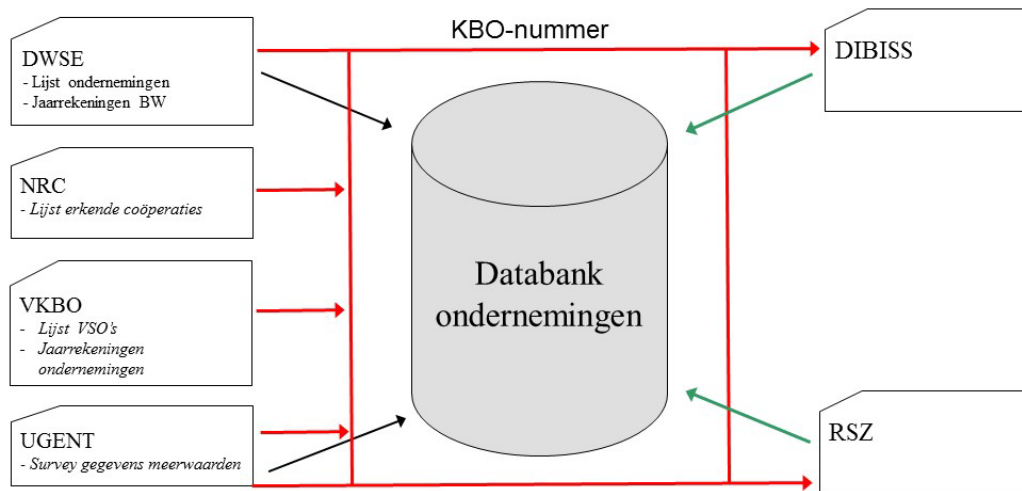 KBO-nummer
DWSE
- Lijst ondernemingen
- Jaarrekeningen BW
NRC
- Lijst erkende coöperaties
VKBO
- Lijst VSO's
- Jaarrekeningen
ondernemingen
UGENT
- Survey gegevens meerwaarden
Databank
ondernemingen
DIBISS
RSZ